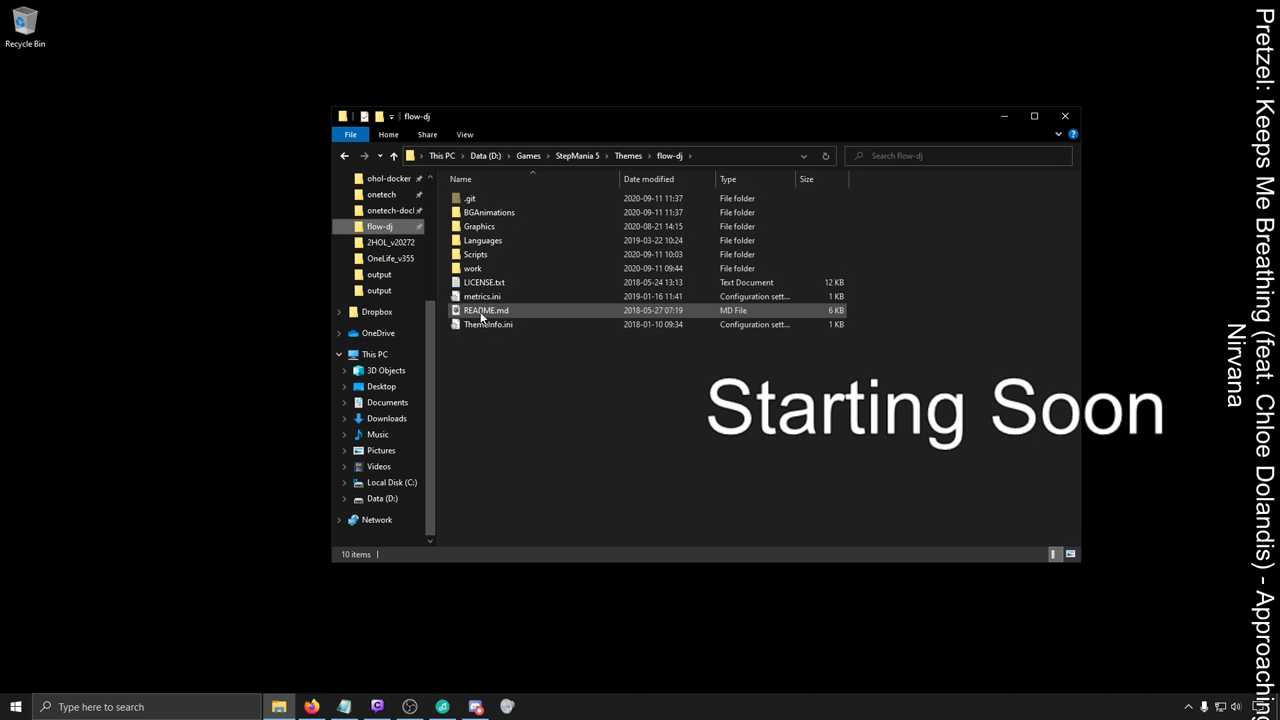 Recycle Bin
flow-dj
File
Home
Share
View
This PC
Data (D:)
Games
StepMania 5
Themes
flow-dj
Search flow-dj
ohol-docker
onetech
onetech-docl
flow-dj
2HOL_v20272
OneLife_v355
output
output
Dropbox
OneDrive
This PC
3D Objects
Desktop
Documents
Downloads
Music
Pictures
Videos
Local Disk (C:)
Data (D:)
Network
Name Date modified Type Size
.git 2020-09-11 11:37 File folder
BGAnimations 2020-09-11 11:37 File folder
Graphics 2020-08-21 14:15 File folder
Languages 2019-03-22 10:24 File folder
Scripts 2020-09-11 10:03 File folder
work 2020-09-11 09:44 File folder
LICENSE.txt 2018-05-24 13:13 Text Document 12 KB
metrics.ini 2019-01-16 11:41 Configuration sett... 1 KB
README.md 2018-05-27 07:19 MD File 6 KB
ThemeInfo.ini 2018-01-10 09:34 Configuration sett... 1 KB
Starting Soon
10 items
Pretzel: Keeps Me Breathing (feat. Chloe Dolandis) - Approaching
Nirvana
Type here to search